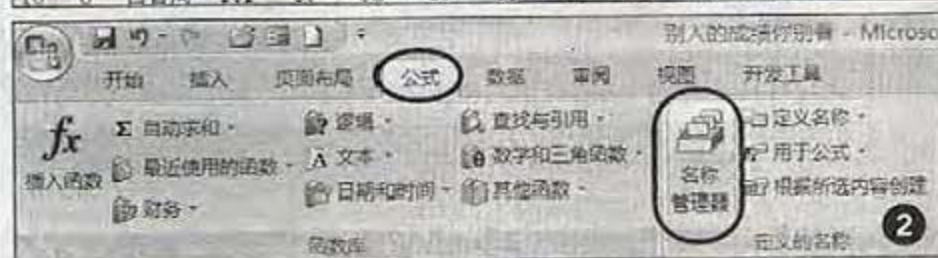 别人的成绩你别看 - Microso
开始 插入 页面布局 公式 数据 审阅 视图 开发工具
fx 插入函数
Σ 自动求和
最近使用的函数
财务
逻辑
A 文本
日期和时间
查找与引用
数学和三角函数
其他函数
函数库
名称
管理器
定义名称
用于公式
根据所选内容创建
定义的名称
2